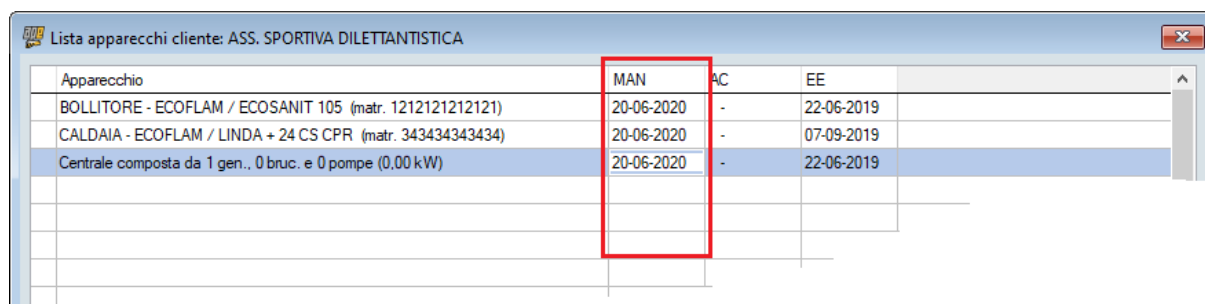 Lista apparecchi cliente: ASS. SPORTIVA DILETTANTISTICA
Apparecchio MAN AC EE
BOLLITORE - ECOFLAM / ECOSANIT 105 (matr. 1212121212121) 20-06-2020 - 22-06-2019
CALDAIA - ECOFLAM / LINDA + 24 CS CPR (matr. 343434343434) 20-06-2020 - 07-09-2019
Centrale composta da 1 gen., 0 bruc. e 0 pompe (0,00 kW) 20-06-2020 - 22-06-2019